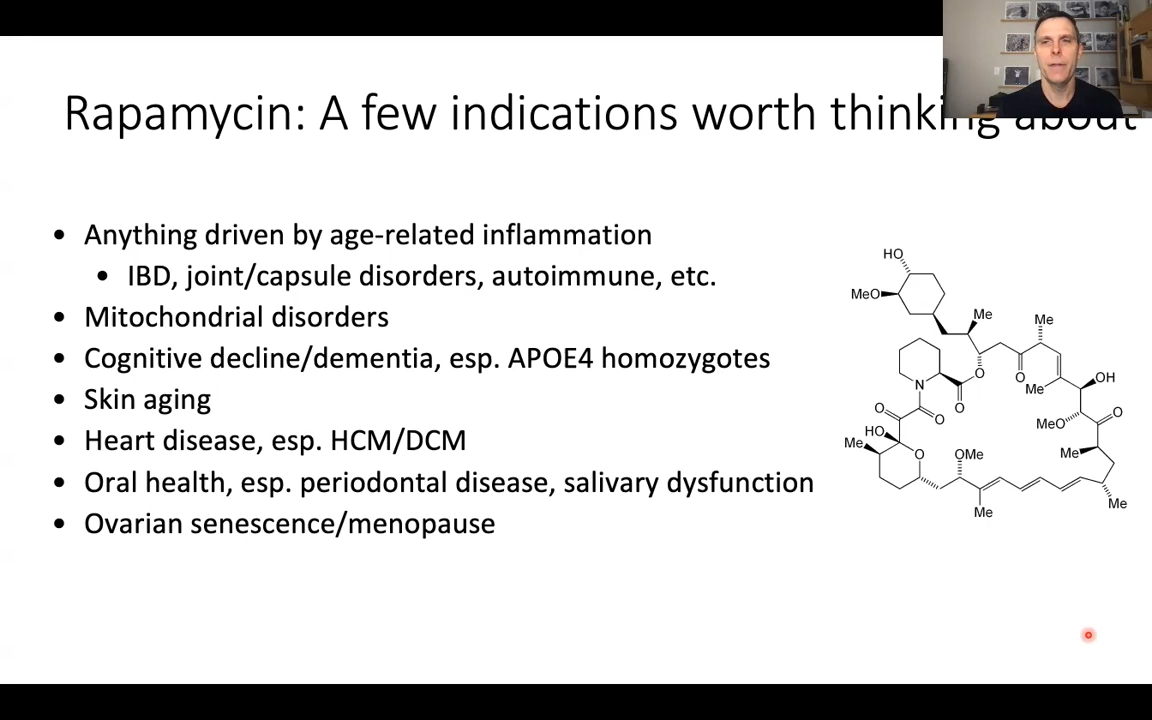 Rapamycin: A few indications worth thinking about
• Anything driven by age-related inflammation
• IBD, joint/capsule disorders, autoimmune, etc.
• Mitochondrial disorders
• Cognitive decline/dementia, esp. APOE4 homozygotes
• Skin aging
• Heart disease, esp. HCM/DCM
• Oral health, esp. periodontal disease, salivary dysfunction
• Ovarian senescence/menopause
HO
MeO
Me
Me
N
O
O
O
Me
OH
O
O
MeO
O
HO
Me
O
OMe
Me
Me
Me